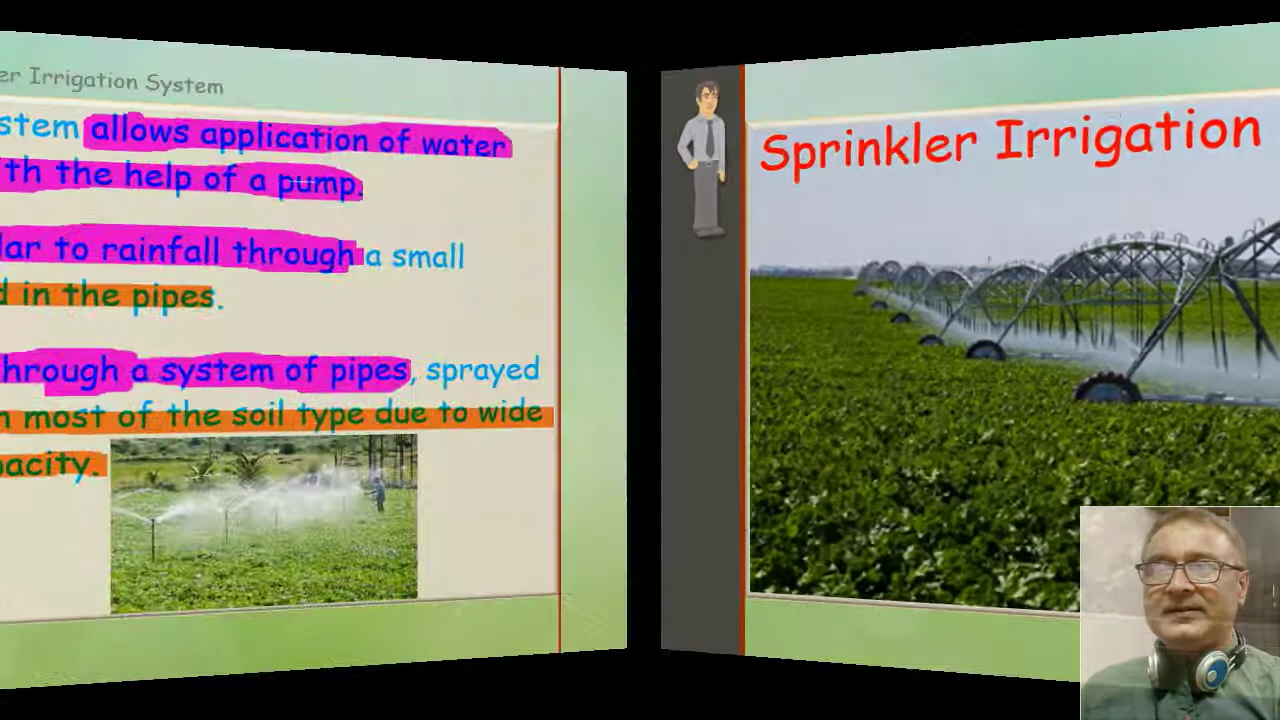 er Irrigation System
stem allows application of water
th the help of a pump.
lar to rainfall through a small
d in the pipes.
hrough a system of pipes, sprayed
n most of the soil type due to wide
pacity.
Sprinkler Irrigation